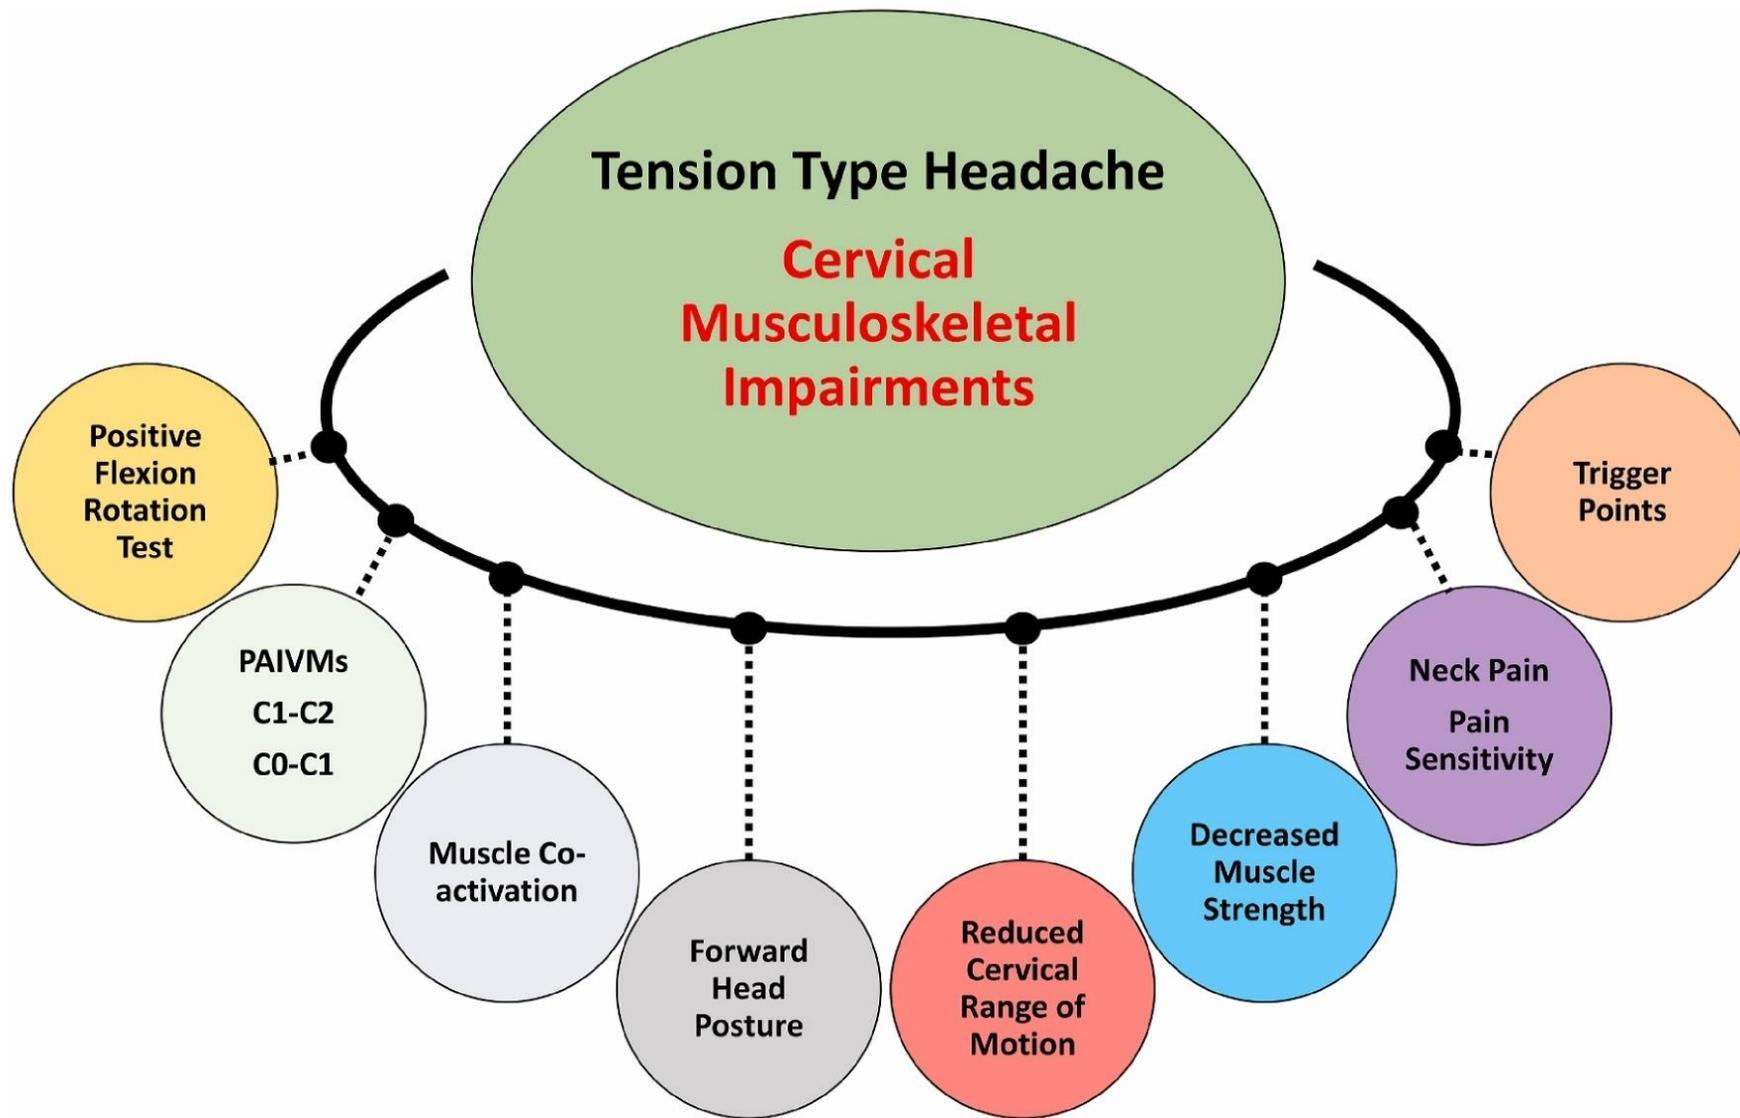 Tension Type Headache
Cervical
Musculoskeletal
Impairments
Positive
Flexion
Rotation
Test
PAIVMs
C1-C2
C0-C1
Muscle Co-
activation
Forward
Head
Posture
Reduced
Cervical
Range of
Motion
Decreased
Muscle
Strength
Neck Pain
Pain
Sensitivity
Trigger
Points